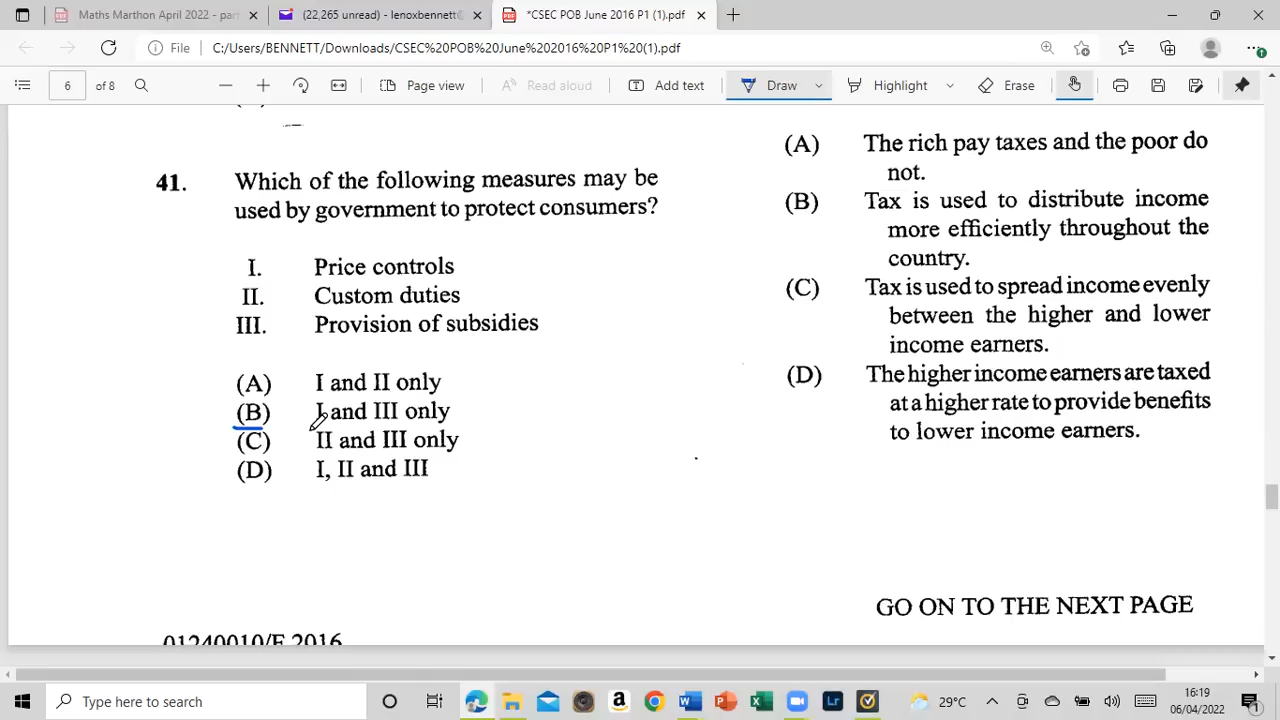 Maths Marthon April 2022 - par
(22,265 unread) - lenoxbennett@
*CSEC POB June 2016 P1 (1).pdf
File
C:/Users/BENNETT/Downloads/CSEC%20POB%20June%202016%20P1%20(1).pdf
6 of 8
Page view
Read aloud
Add text
Draw
Highlight
Erase
41. Which of the following measures may be
used by government to protect consumers?
I. Price controls
II. Custom duties
III. Provision of subsidies
(A) I and II only
(B) I and III only
(C) II and III only
(D) I, II and III
(A) The rich pay taxes and the poor do
not.
(B) Tax is used to distribute income
more efficiently throughout the
country.
(C) Tax is used to spread income evenly
between the higher and lower
income earners.
(D) The higher income earners are taxed
at a higher rate to provide benefits
to lower income earners.
GO ON TO THE NEXT PAGE
01240010/F 2016
Type here to search
29°C
16:19
06/04/2022